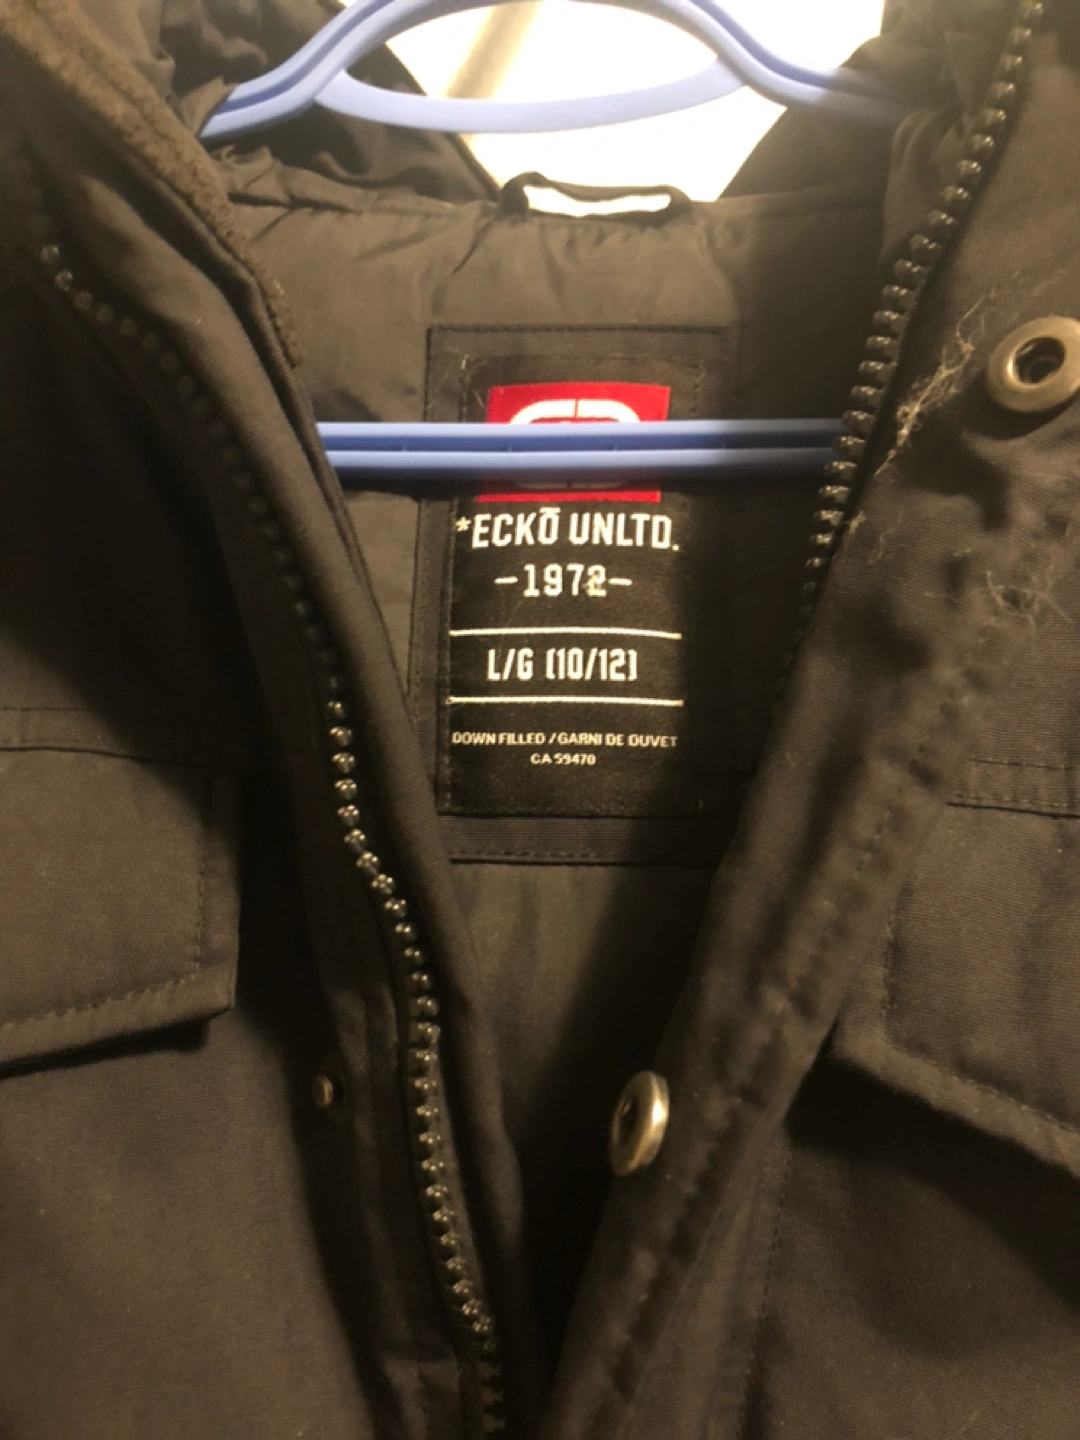 *ECKŌ UNLTD.
-1972-
L/G (10/12)
DOWN FILLED / GARNI DE DUVET
CA 59470